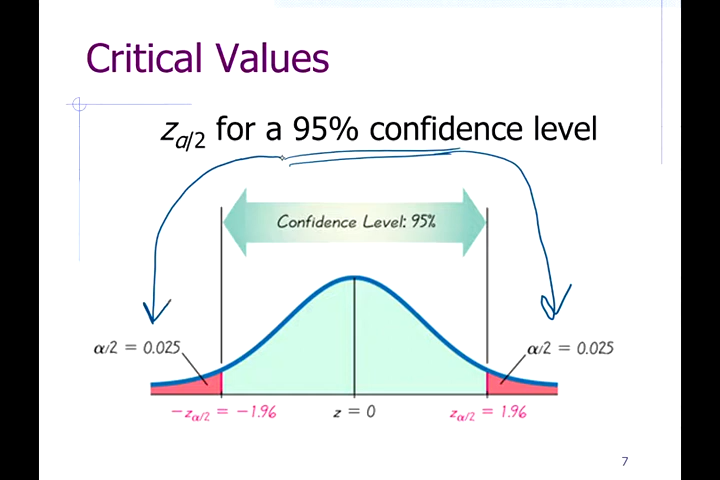 Critical Values
zα/2 for a 95% confidence level
Confidence Level: 95%
α/2 = 0.025
α/2 = 0.025
−zα/2 = −1.96
z = 0
zα/2 = 1.96
7